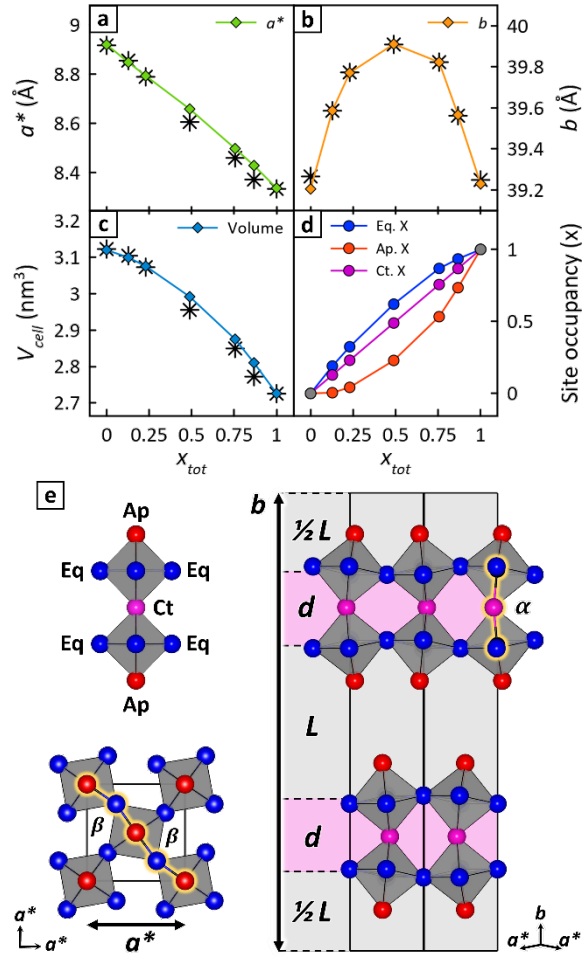 a
a*
9
8.8
8.6
8.4
a* (Å)
b
b
40
39.8
39.6
39.4
39.2
b (Å)
c
Volume
3.2
3.1
3
2.9
2.8
2.7
V_cell (nm³)
0 0.25 0.5 0.75 1
x_tot
d
Eq. X
Ap. X
Ct. X
1
0.5
0
Site occupancy (x)
0 0.25 0.5 0.75 1
x_tot
e
Ap
Eq Eq
Ct
Eq Eq
Ap
β β
a*
a*
a*
b
½ L
d
α
L
d
½ L
b
a* a*